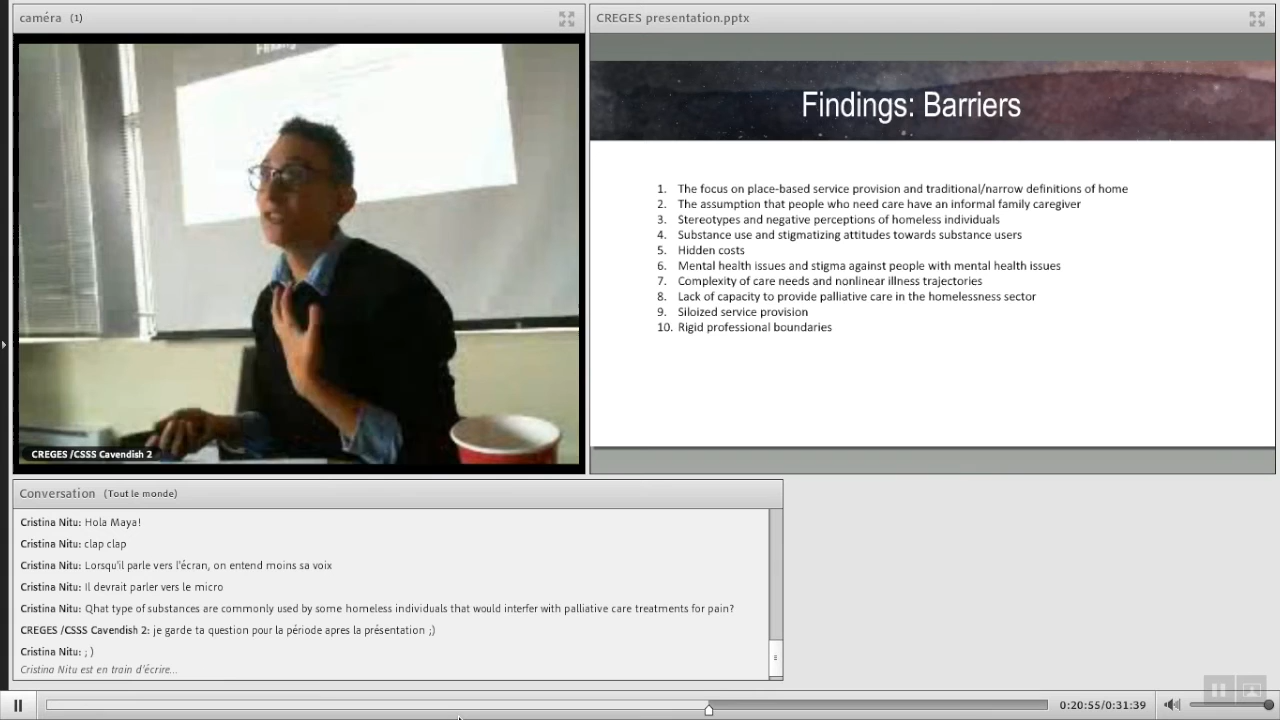 caméra (1)
CREGES /CSSS Cavendish 2
CREGES presentation.pptx
Findings: Barriers
1. The focus on place-based service provision and traditional/narrow definitions of home
2. The assumption that people who need care have an informal family caregiver
3. Stereotypes and negative perceptions of homeless individuals
4. Substance use and stigmatizing attitudes towards substance users
5. Hidden costs
6. Mental health issues and stigma against people with mental health issues
7. Complexity of care needs and nonlinear illness trajectories
8. Lack of capacity to provide palliative care in the homelessness sector
9. Siloized service provision
10. Rigid professional boundaries
Conversation (Tout le monde)
Cristina Nitu: Hola Maya!
Cristina Nitu: clap clap
Cristina Nitu: Lorsqu'il parle vers l'écran, on entend moins sa voix
Cristina Nitu: Il devrait parler vers le micro
Cristina Nitu: Qhat type of substances are commonly used by some homeless individuals that would interfer with palliative care treatments for pain?
CREGES /CSSS Cavendish 2: je garde ta question pour la période apres la présentation ;)
Cristina Nitu: ; )
Cristina Nitu est en train d'écrire...
0:20:55/0:31:39